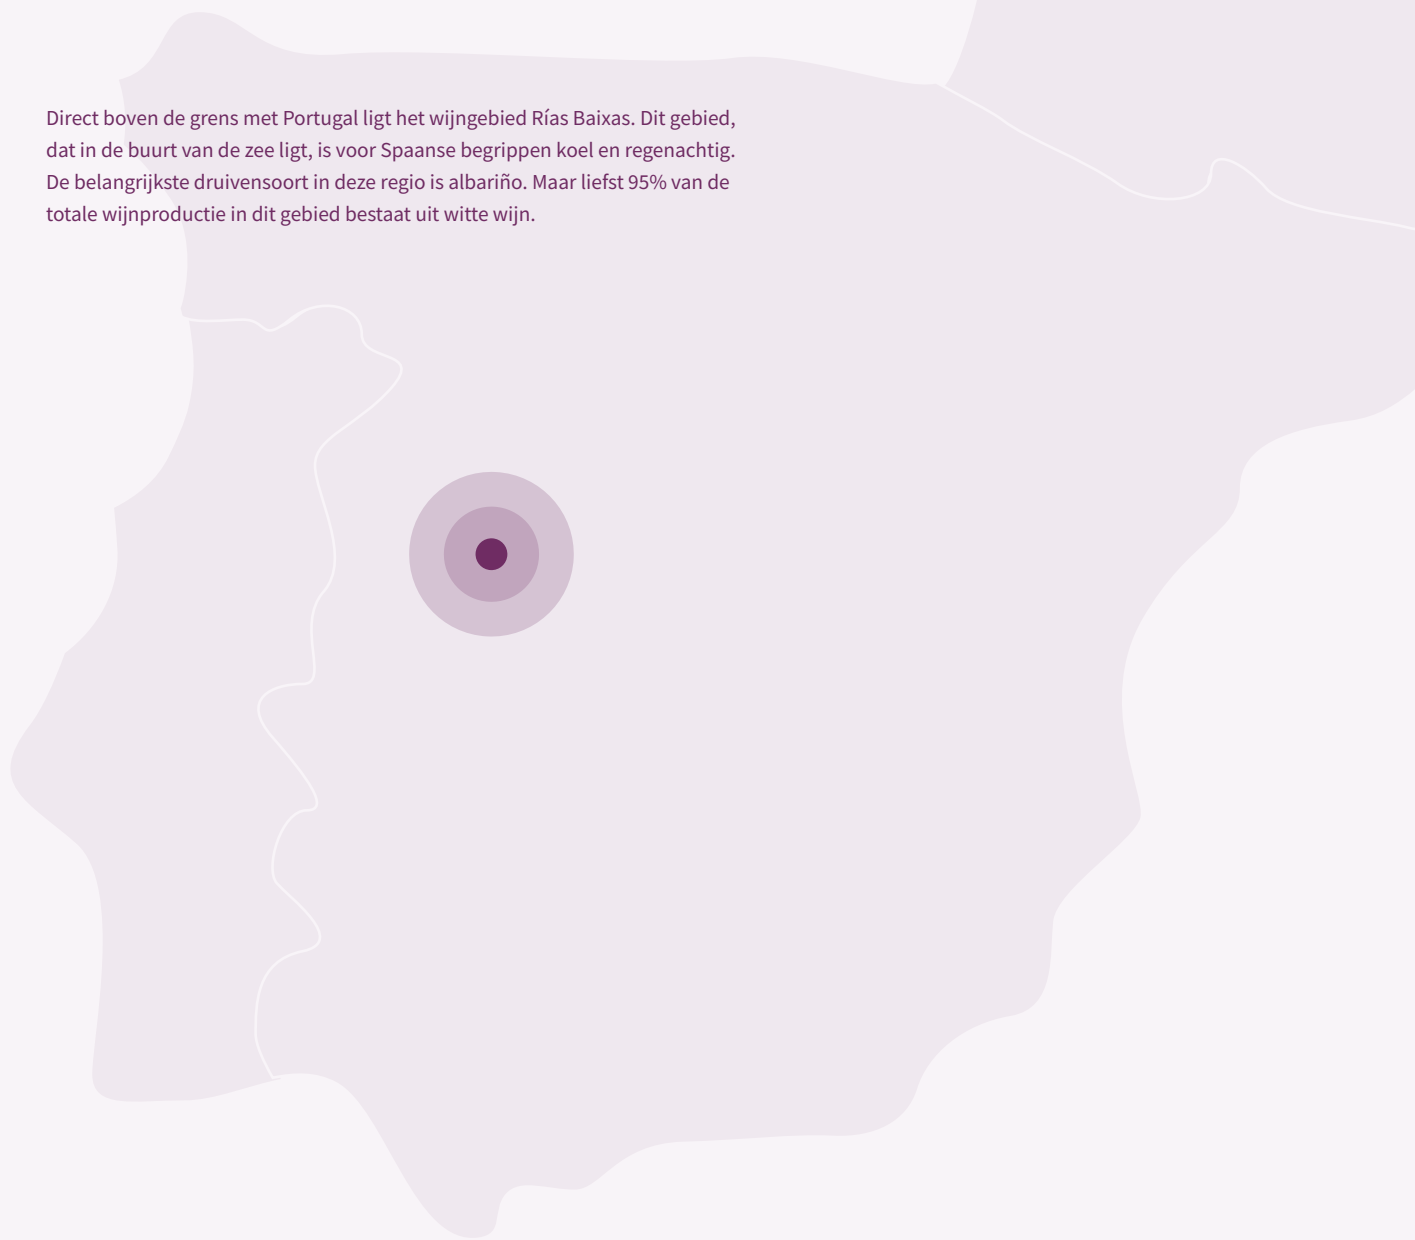 Direct boven de grens met Portugal ligt het wijngebied Rías Baixas. Dit gebied,
dat in de buurt van de zee ligt, is voor Spaanse begrippen koel en regenachtig.
De belangrijkste druivensoort in deze regio is albariño. Maar liefst 95% van de
totale wijnproductie in dit gebied bestaat uit witte wijn.